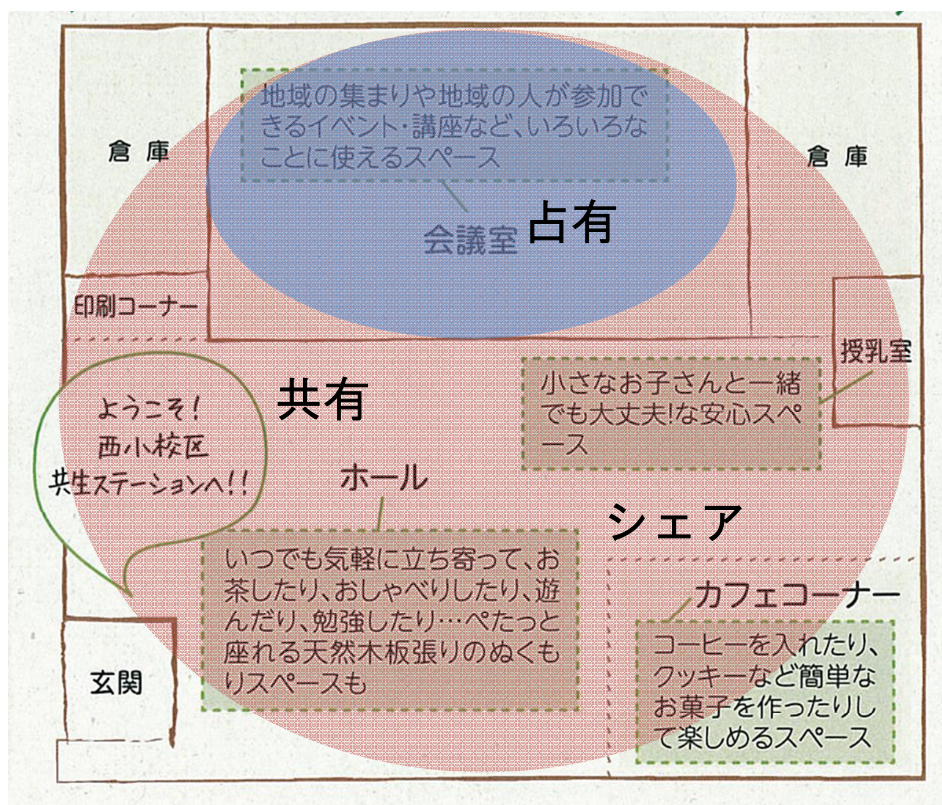 地域の集まりや地域の人が参加で
きるイベント・講座など、いろいろな
ことに使えるスペース
倉庫
倉庫
会議室
占有
印刷コーナー
授乳室
小さなお子さんと一緒
でも大丈夫!な安心スペ
ース
共有
ようこそ!
西小校区
共生ステーションへ!!
ホール
シェア
いつでも気軽に立ち寄って、お
茶したり、おしゃべりしたり、遊
んだり、勉強したり…ぺたっと
座れる天然木板張りのぬくも
りスペースも
カフェコーナー
コーヒーを入れたり、
クッキーなど簡単な
お菓子を作ったりし
て楽しめるスペース
玄関